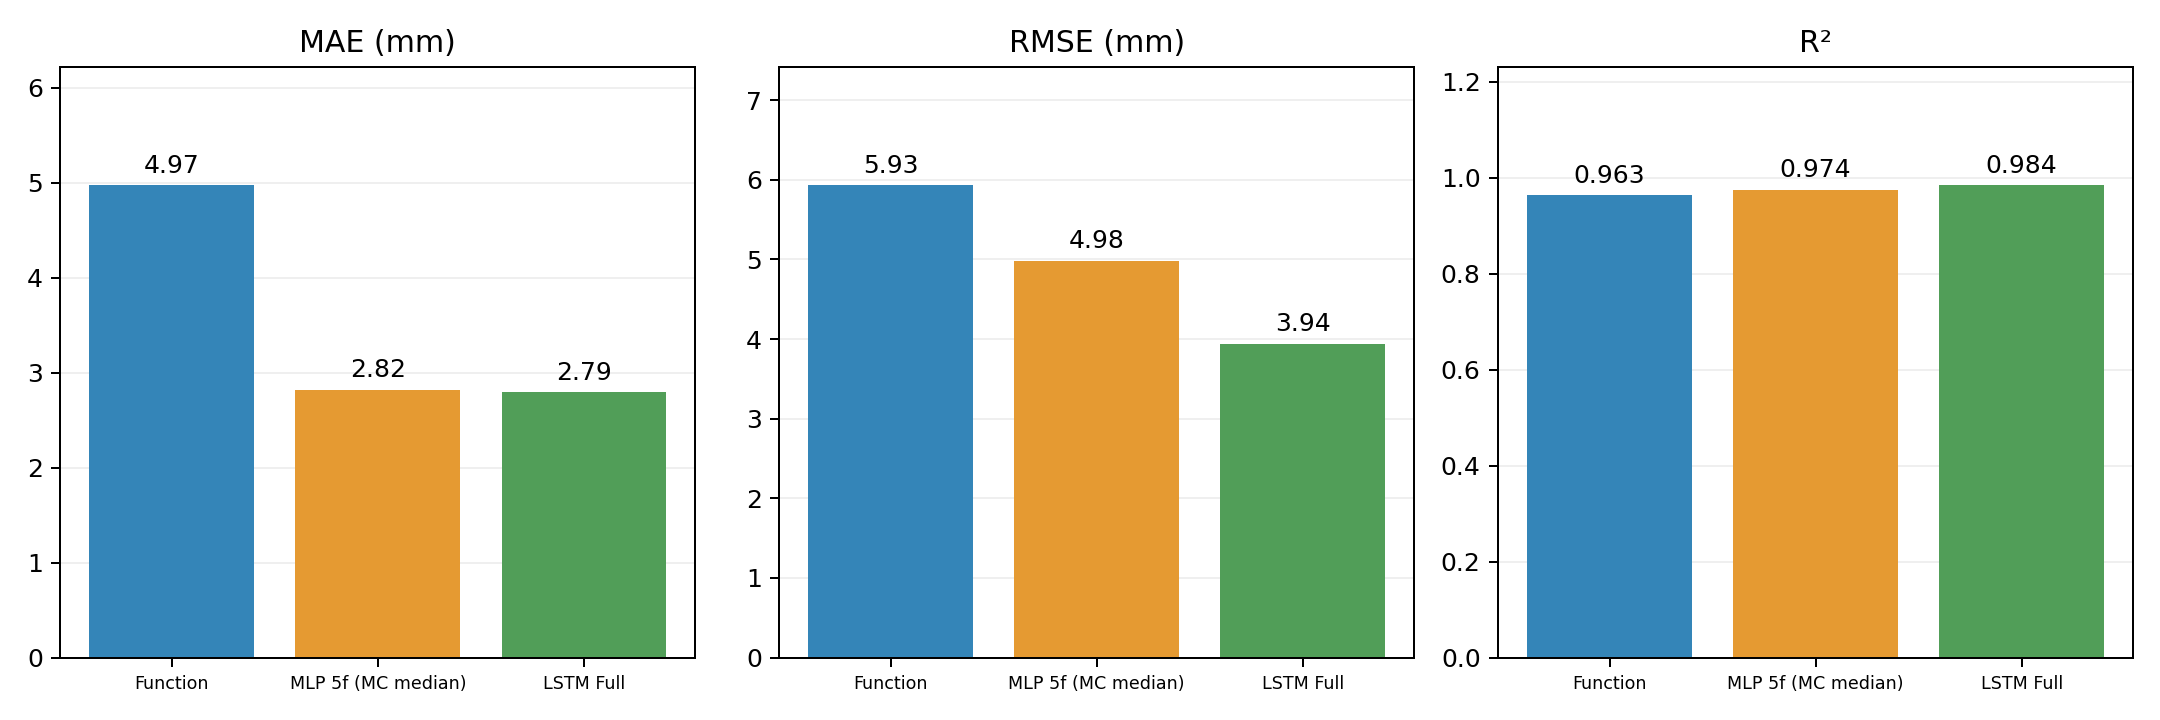 MAE (mm)
6
5
4
3
2
1
0
4.97
2.82
2.79
Function
MLP 5f (MC median)
LSTM Full
RMSE (mm)
7
6
5
4
3
2
1
0
5.93
4.98
3.94
Function
MLP 5f (MC median)
LSTM Full
R²
1.2
1.0
0.8
0.6
0.4
0.2
0.0
0.963
0.974
0.984
Function
MLP 5f (MC median)
LSTM Full